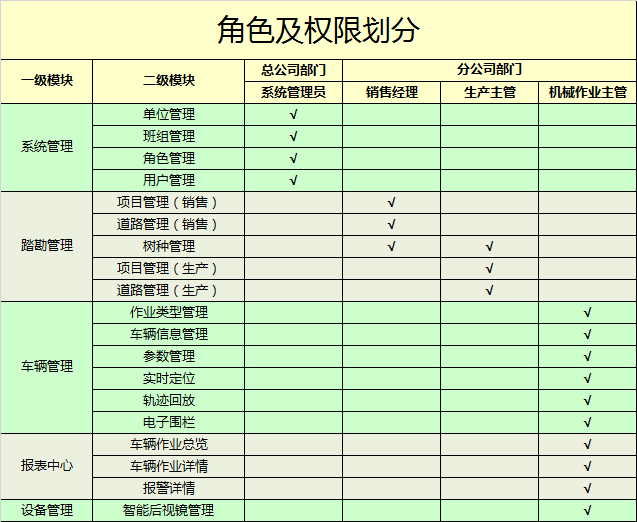 角色及权限划分
一级模块 二级模块 总公司部门 分公司部门
系统管理员 销售经理 生产主管 机械作业主管
系统管理 单位管理 √
班组管理 √
角色管理 √
用户管理 √
踏勘管理 项目管理（销售） √
道路管理（销售） √
树种管理 √ √
项目管理（生产） √
道路管理（生产） √
车辆管理 作业类型管理 √
车辆信息管理 √
参数管理 √
实时定位 √
轨迹回放 √
电子围栏 √
报表中心 车辆作业总览 √
车辆作业详情 √
报警详情 √
设备管理 智能后视镜管理 √